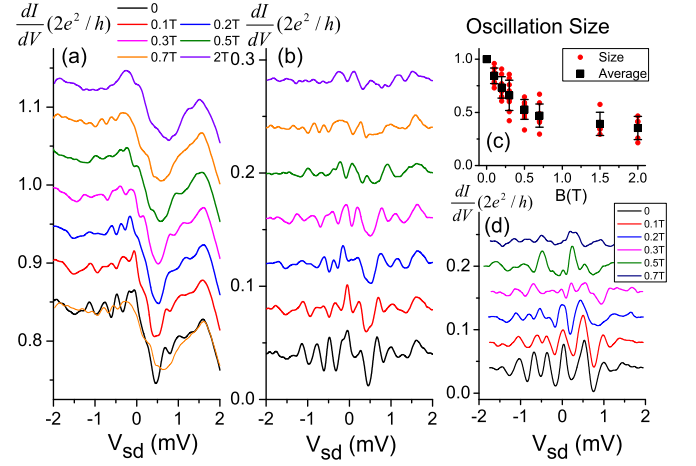 dI/dV (2e²/h)
0
0.1T 0.2T
0.3T 0.5T
0.7T 2T
(a)
1.1
1.0
0.9
0.8
-2 -1 0 1 2
V_sd (mV)
dI/dV (2e²/h)
(b)
0.3
0.2
0.1
0.0
-2 -1 0 1 2
V_sd (mV)
Oscillation Size
1.0
0.5
0.0
Size
Average
(c)
0.0 0.5 1.0 1.5 2.0
B(T)
dI/dV (2e²/h)
(d)
0
0.1T
0.2T
0.3T
0.5T
0.7T
0.2
0.1
0.0
-2 -1 0 1 2
V_sd (mV)